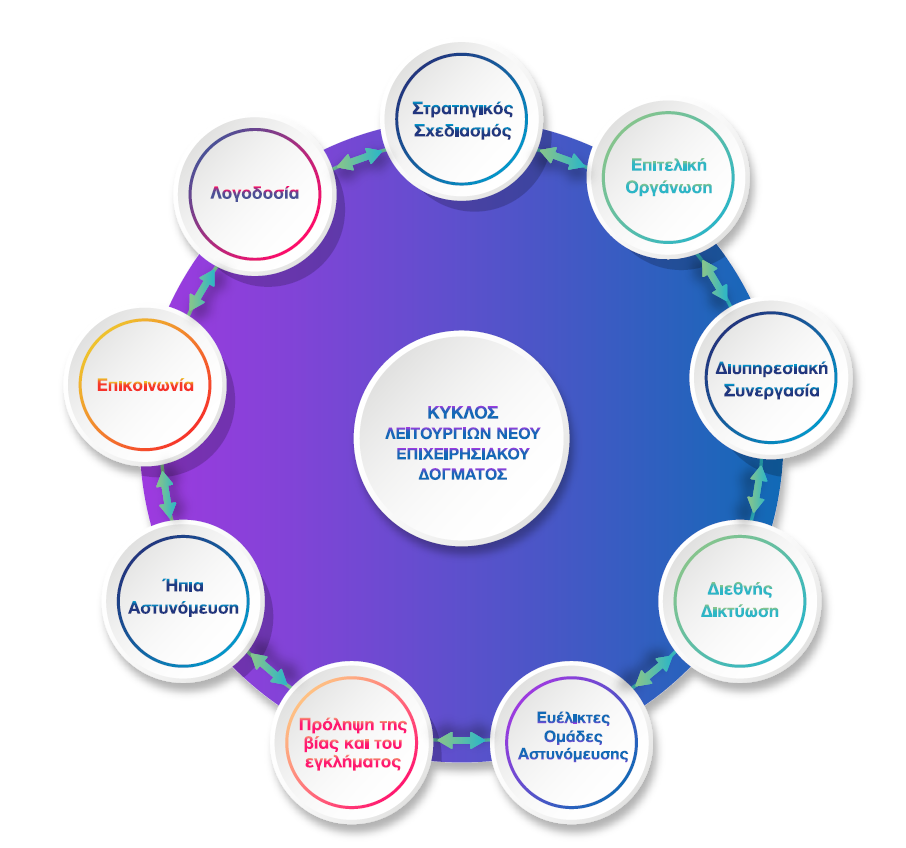 Στρατηγικός
Σχεδιασμός
Επιτελική
Οργάνωση
Διυπηρεσιακή
Συνεργασία
Διεθνής
Δικτύωση
Ευέλικτες
Ομάδες
Αστυνόμευσης
Πρόληψη της
βίας και του
εγκλήματος
Ήπια
Αστυνόμευση
Επικοινωνία
Λογοδοσία
ΚΥΚΛΟΣ
ΛΕΙΤΟΥΡΓΙΩΝ ΝΕΟΥ
ΕΠΙΧΕΙΡΗΣΙΑΚΟΥ
ΔΟΓΜΑΤΟΣ